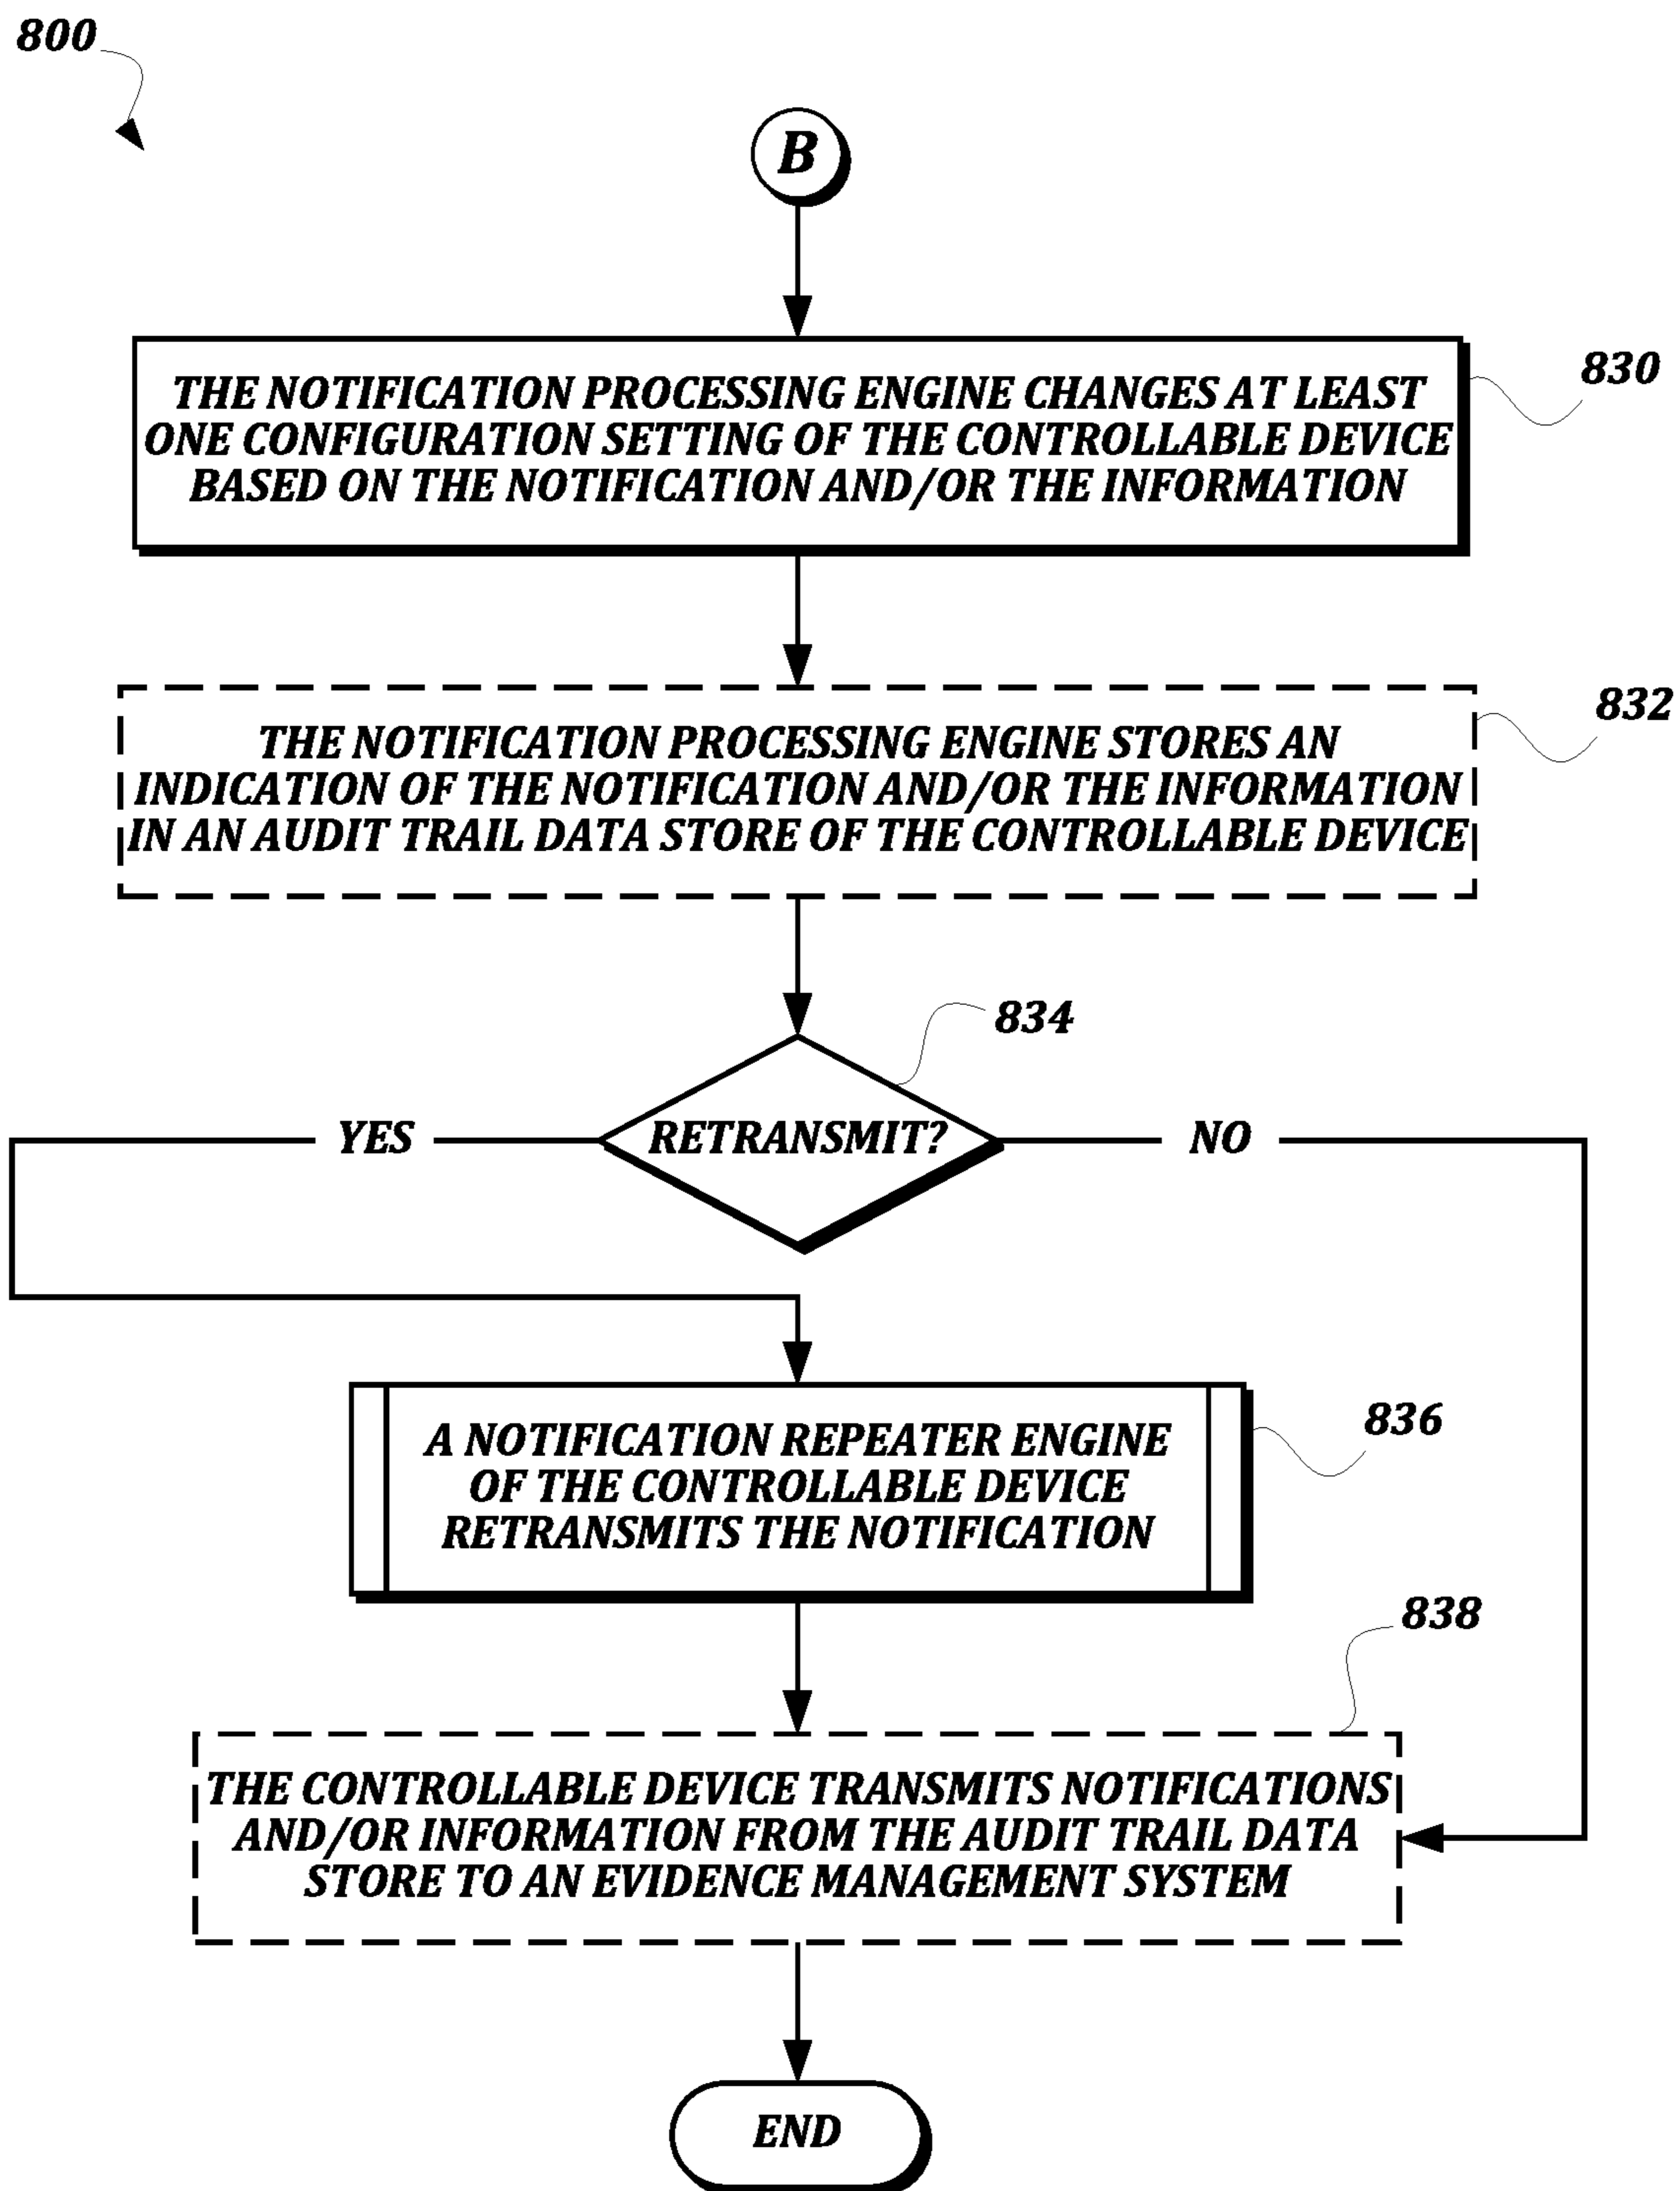 800
B
THE NOTIFICATION PROCESSING ENGINE CHANGES AT LEAST
ONE CONFIGURATION SETTING OF THE CONTROLLABLE DEVICE
BASED ON THE NOTIFICATION AND/OR THE INFORMATION
830
THE NOTIFICATION PROCESSING ENGINE STORES AN
INDICATION OF THE NOTIFICATION AND/OR THE INFORMATION
IN AN AUDIT TRAIL DATA STORE OF THE CONTROLLABLE DEVICE
832
834
YES
RETRANSMIT?
NO
A NOTIFICATION REPEATER ENGINE
OF THE CONTROLLABLE DEVICE
RETRANSMITS THE NOTIFICATION
836
838
THE CONTROLLABLE DEVICE TRANSMITS NOTIFICATIONS
AND/OR INFORMATION FROM THE AUDIT TRAIL DATA
STORE TO AN EVIDENCE MANAGEMENT SYSTEM
END